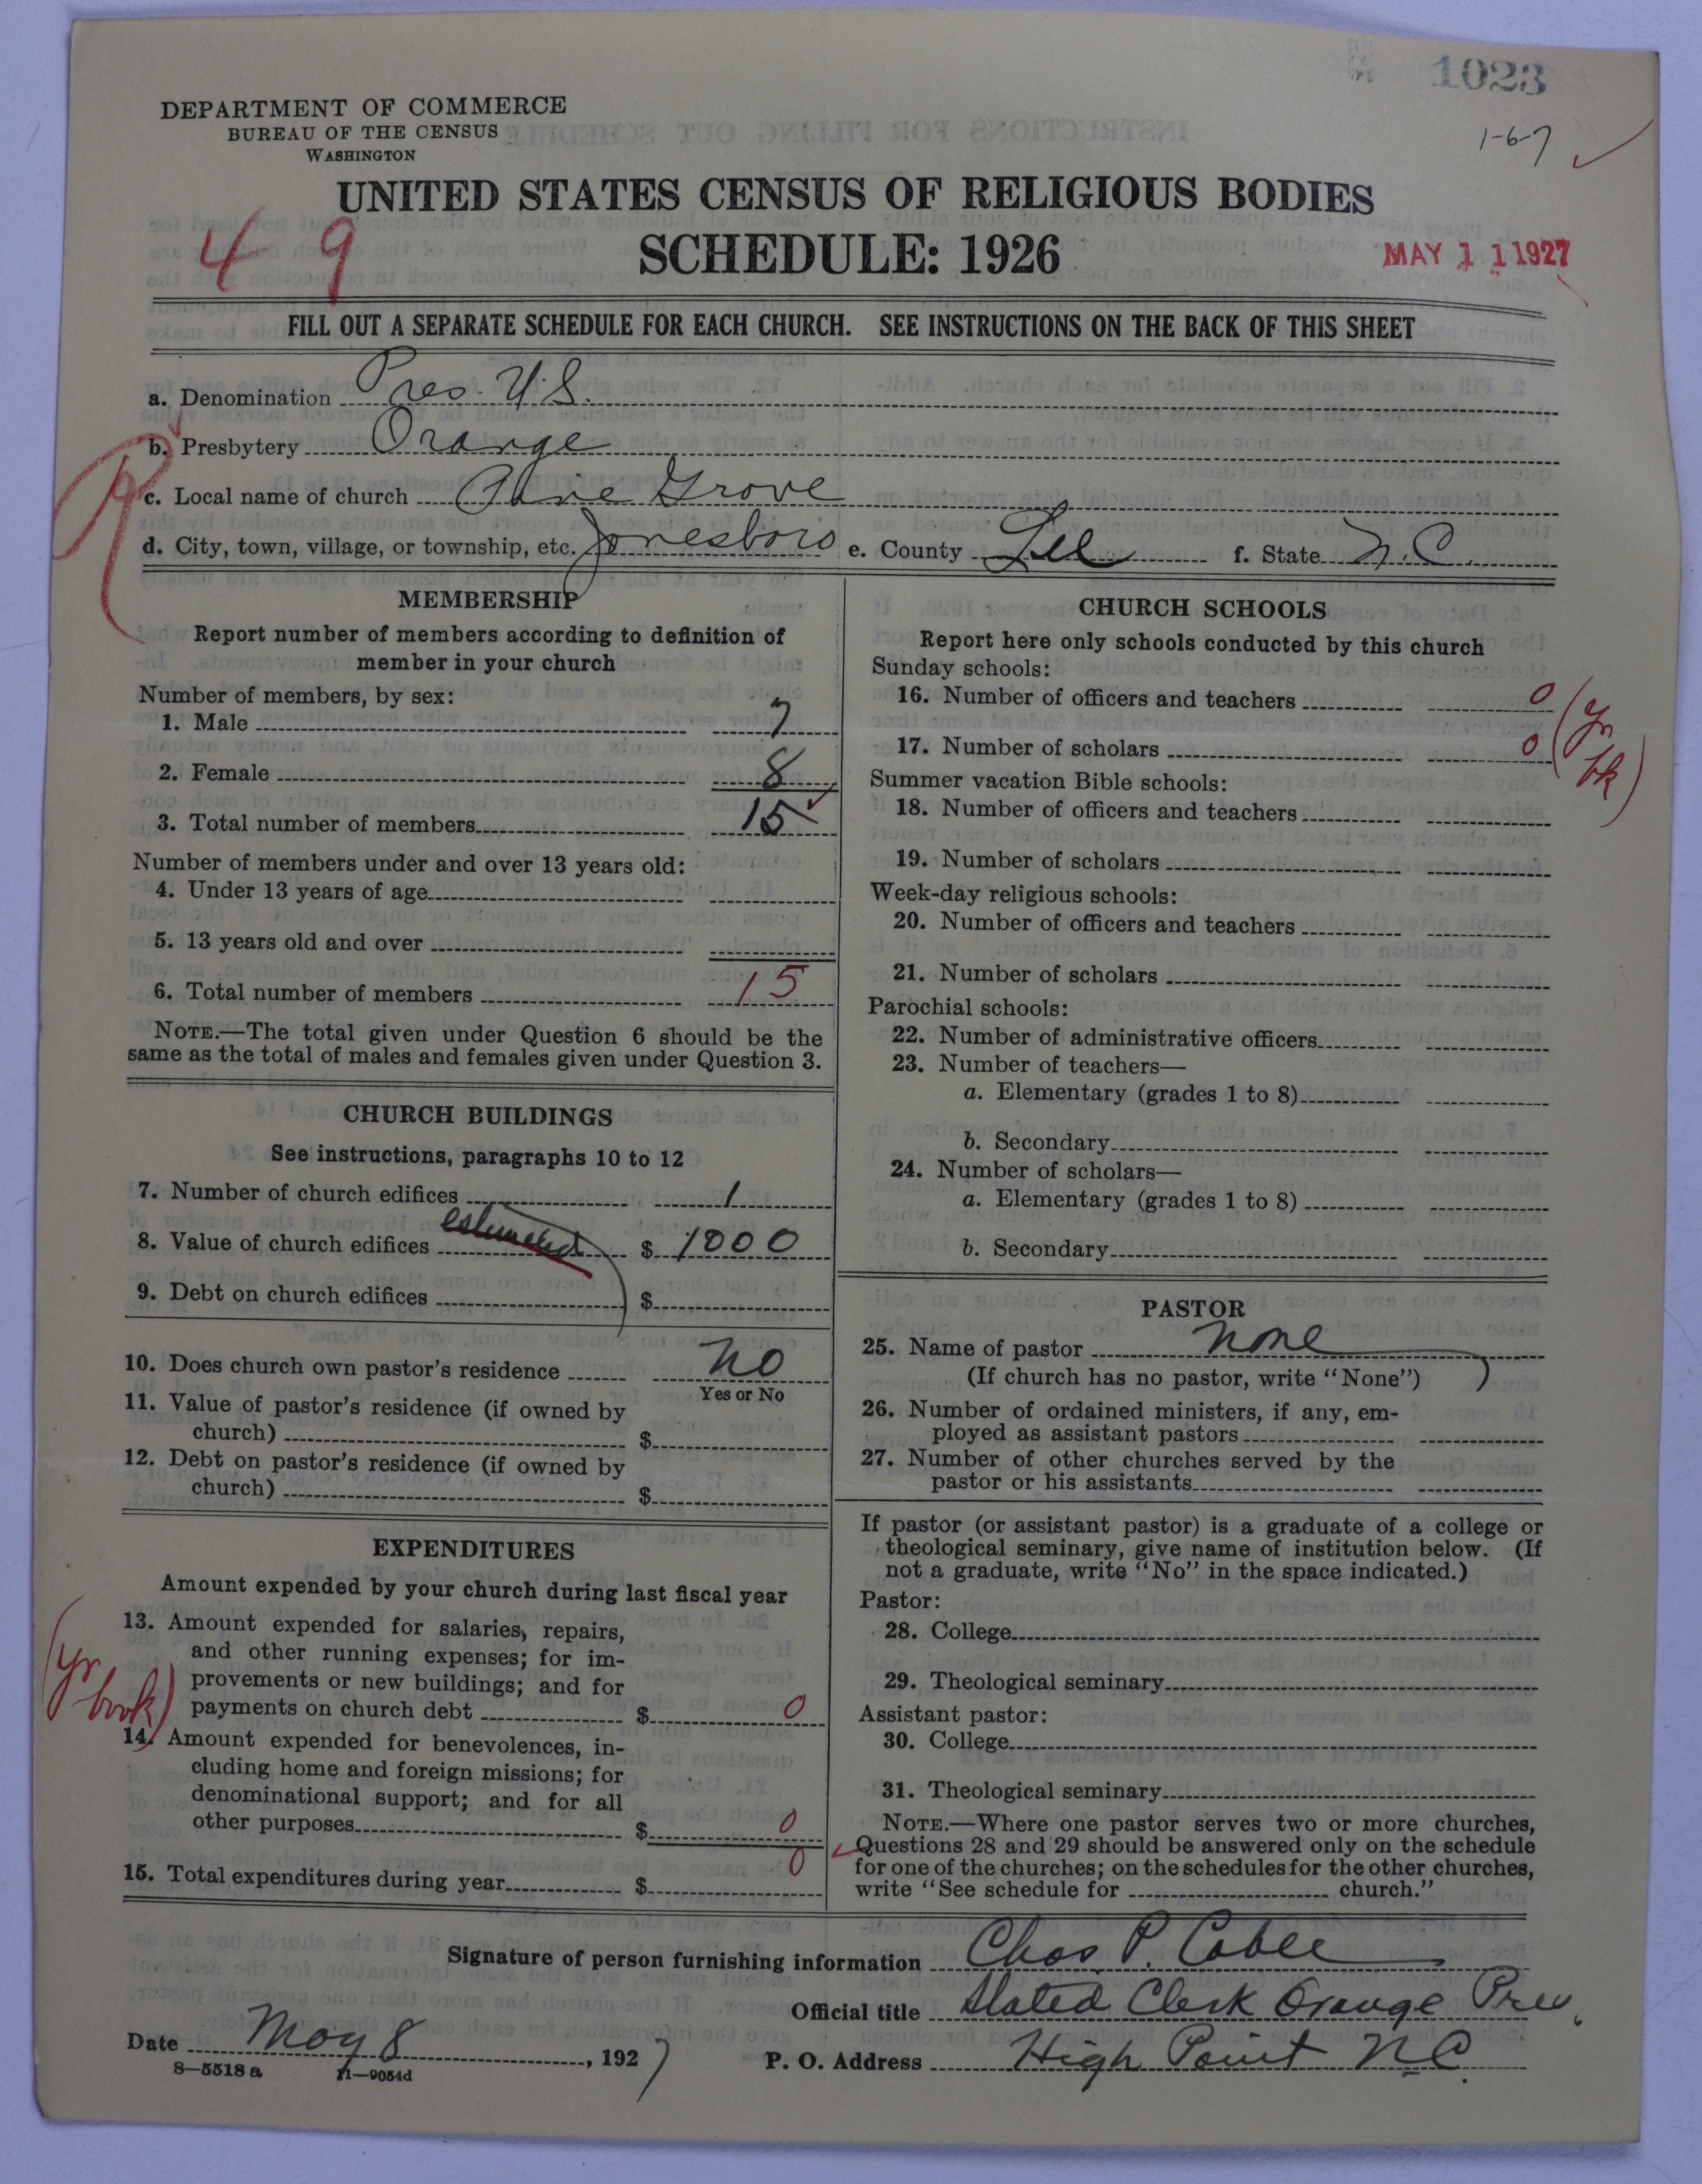 1023
DEPARTMENT OF COMMERCE
BUREAU OF THE CENSUS
WASHINGTON
1-6-7
UNITED STATES CENSUS OF RELIGIOUS BODIES
4 9
SCHEDULE: 1926
MAY 11 1927
FILL OUT A SEPARATE SCHEDULE FOR EACH CHURCH. SEE INSTRUCTIONS ON THE BACK OF THIS SHEET
a. Denomination Pres. U.S.
b. Presbytery Orange
c. Local name of church Pine Grove
d. City, town, village, or township, etc. Jonesboro e. County Lee f. State N.C.
MEMBERSHIP
Report number of members according to definition of
member in your church
Number of members, by sex:
1. Male 7
2. Female 8
3. Total number of members 15
Number of members under and over 13 years old:
4. Under 13 years of age
5. 13 years old and over
6. Total number of members 15
NOTE.—The total given under Question 6 should be the
same as the total of males and females given under Question 3.
CHURCH BUILDINGS
See instructions, paragraphs 10 to 12
7. Number of church edifices 1
8. Value of church edifices estimated $ 1000
9. Debt on church edifices $
10. Does church own pastor's residence No
Yes or No
11. Value of pastor's residence (if owned by
church) $
12. Debt on pastor's residence (if owned by
church) $
EXPENDITURES
Amount expended by your church during last fiscal year
13. Amount expended for salaries, repairs,
and other running expenses; for im-
provements or new buildings; and for
payments on church debt $ 0
(yr book)
14. Amount expended for benevolences, in-
cluding home and foreign missions; for
denominational support; and for all
other purposes $ 0
15. Total expenditures during year $ 0
CHURCH SCHOOLS
Report here only schools conducted by this church
Sunday schools:
16. Number of officers and teachers 0
17. Number of scholars 0
(Yr bk)
Summer vacation Bible schools:
18. Number of officers and teachers
19. Number of scholars
Week-day religious schools:
20. Number of officers and teachers
21. Number of scholars
Parochial schools:
22. Number of administrative officers
23. Number of teachers—
a. Elementary (grades 1 to 8)
b. Secondary
24. Number of scholars—
a. Elementary (grades 1 to 8)
b. Secondary
PASTOR
25. Name of pastor None
(If church has no pastor, write "None")
26. Number of ordained ministers, if any, em-
ployed as assistant pastors
27. Number of other churches served by the
pastor or his assistants
If pastor (or assistant pastor) is a graduate of a college or
theological seminary, give name of institution below. (If
not a graduate, write "No" in the space indicated.)
Pastor:
28. College
29. Theological seminary
Assistant pastor:
30. College
31. Theological seminary
NOTE.—Where one pastor serves two or more churches,
Questions 28 and 29 should be answered only on the schedule
for one of the churches; on the schedules for the other churches,
write "See schedule for church."
Signature of person furnishing information Chas P. Coble
Official title Stated Clerk Orange Pres.
Date May 8, 1927 P. O. Address High Point N.C.
8—5518 a 11—9054d